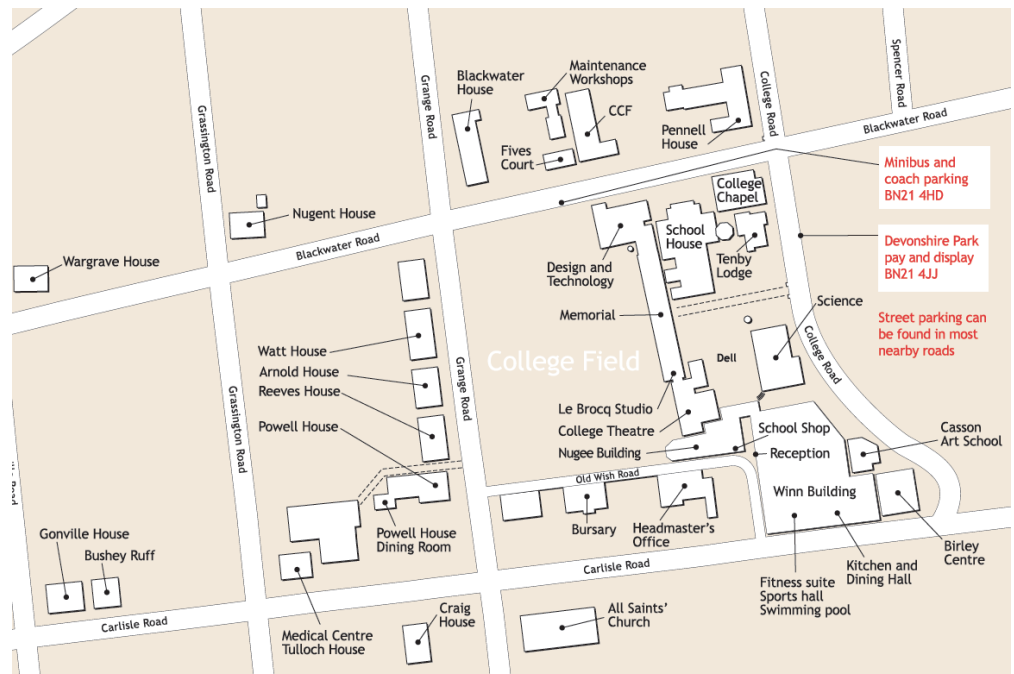 Maintenance
Workshops
Blackwater
House
CCF
Spencer Road
College Road
Grange Road
Grassington Road
Pennell
House
Blackwater Road
Fives
Court
Minibus and
coach parking
BN21 4HD
College
Chapel
Nugent House
School
House
Blackwater Road
Devonshire Park
pay and display
BN21 4JJ
Wargrave House
Design and
Technology
Tenby
Lodge
Science
Memorial
Street parking can
be found in most
nearby roads
Watt House
College Field
Dell
College Road
Arnold House
Grange Road
Reeves House
Grassington Road
Le Brocq Studio
Powell House
College Theatre
School Shop
Casson
Art School
Nugee Building
Reception
Old Wish Road
Winn Building
Road
Gonville House
Bushey Ruff
Powell House
Dining Room
Bursary
Headmaster's
Office
Birley
Centre
Carlisle Road
Kitchen and
Dining Hall
Fitness suite
Sports hall
Swimming pool
Carlisle Road
Medical Centre
Tulloch House
Craig
House
All Saints'
Church